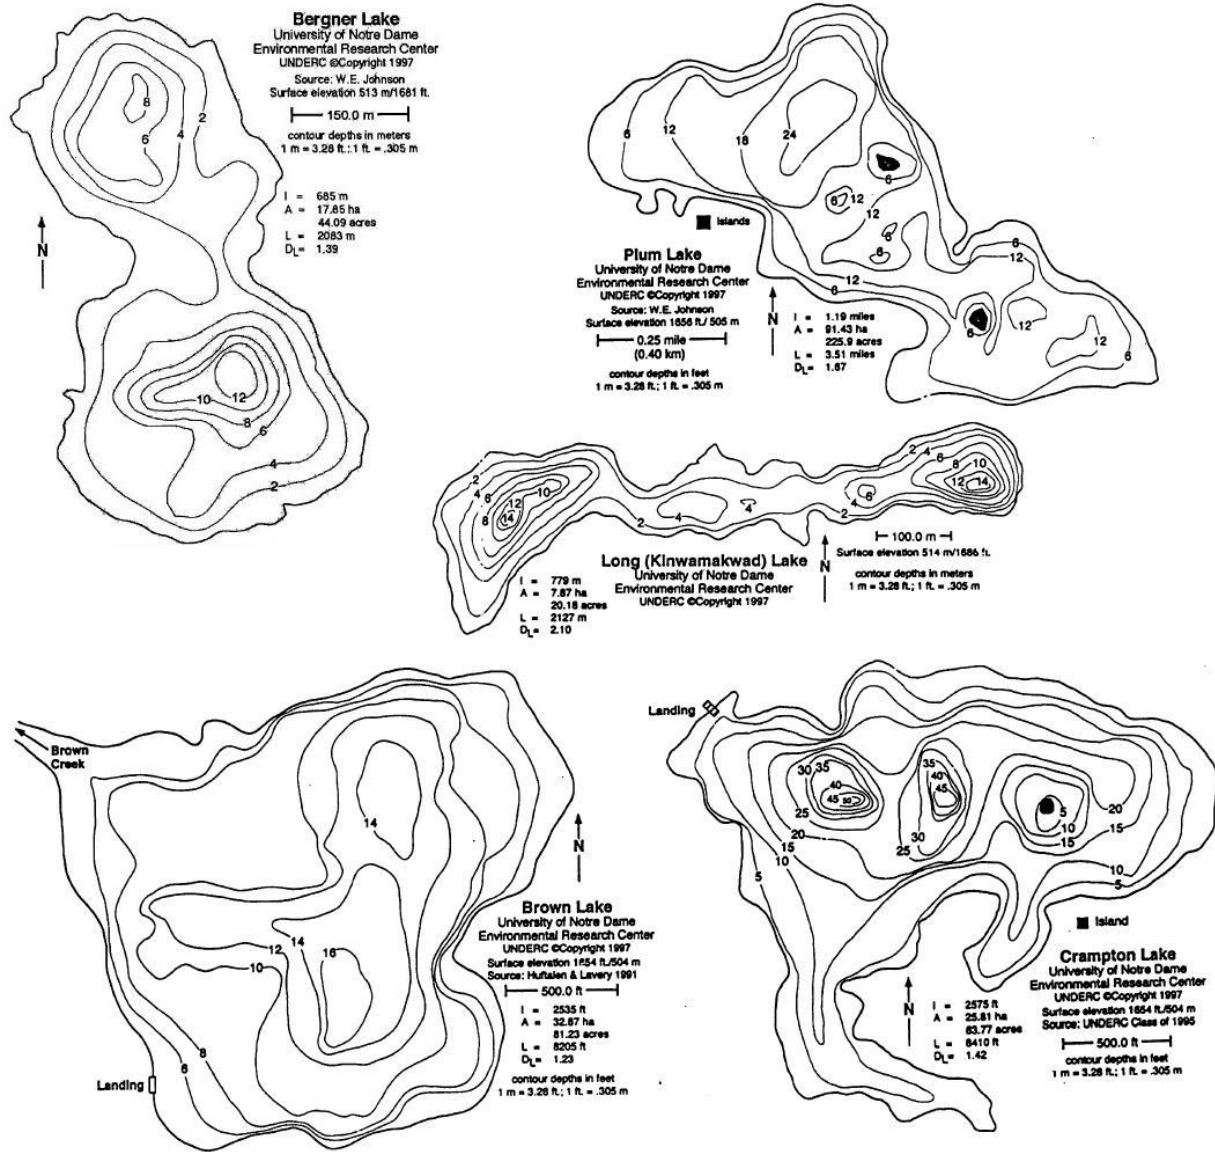 Bergner Lake
University of Notre Dame
Environmental Research Center
UNDERC ©Copyright 1997
Source: W.E. Johnson
Surface elevation 513 m/1681 ft.
150.0 m
contour depths in meters
1 m = 3.28 ft.; 1 ft. = .305 m
l = 685 m
A = 17.85 ha
44.09 acres
L = 2083 m
DL= 1.39
N
8
6
4
2
10
12
8
6
4
2
6
12
18
24
6
6
12
12
6
6
12
6
6
12
6
12
12
6
Islands
Plum Lake
University of Notre Dame
Environmental Research Center
UNDERC ©Copyright 1997
Source: W.E. Johnson
Surface elevation 1656 ft./ 505 m
0.25 mile
(0.40 km)
contour depths in feet
1 m = 3.28 ft.; 1 ft. = .305 m
N
l = 1.19 miles
A = 91.43 ha
225.9 acres
L = 3.51 miles
DL= 1.67
2
4
6
8
10
12
14
2
4
4
2
4
6
2
4
6
8
10
12
14
Long (Kinwamakwad) Lake
University of Notre Dame
Environmental Research Center
UNDERC ©Copyright 1997
l = 779 m
A = 7.87 ha
20.18 acres
L = 2127 m
DL= 2.10
N
100.0 m
Surface elevation 514 m/1686 ft.
contour depths in meters
1 m = 3.28 ft.; 1 ft. = .305 m
Brown
Creek
14
12
14
16
10
8
6
Landing
N
Brown Lake
University of Notre Dame
Environmental Research Center
UNDERC ©Copyright 1997
Surface elevation 1654 ft./504 m
Source: Huftalen & Lavery 1991
500.0 ft
l = 2535 ft
A = 32.87 ha
81.23 acres
L = 8205 ft
DL= 1.23
contour depths in feet
1 m = 3.28 ft.; 1 ft. = .305 m
Landing
30
35
40
45
50
25
20
15
10
5
35
40
45
30
25
5
10
15
20
15
10
5
Island
Crampton Lake
University of Notre Dame
Environmental Research Center
UNDERC ©Copyright 1997
Surface elevation 1654 ft./504 m
Source: UNDERC Class of 1995
500.0 ft
contour depths in feet
1 m = 3.28 ft.; 1 ft. = .305 m
N
l = 2575 ft
A = 25.81 ha
63.77 acres
L = 8410 ft
DL= 1.42